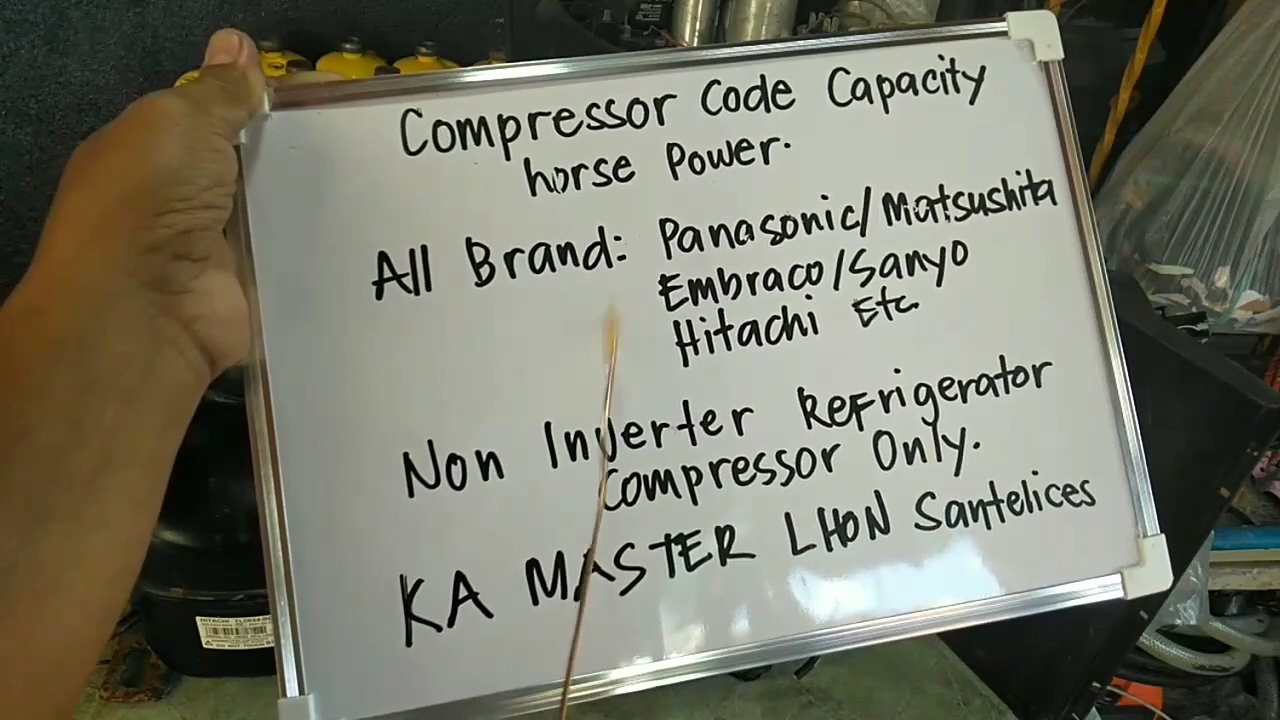 Compressor Code Capacity
horse Power.
All Brand: Panasonic/Matsushita
Embraco/Sanyo
Hitachi Etc.
Non Inverter Refrigerator
Compressor Only.
KA MASTER LHON Santelices
HITACHI